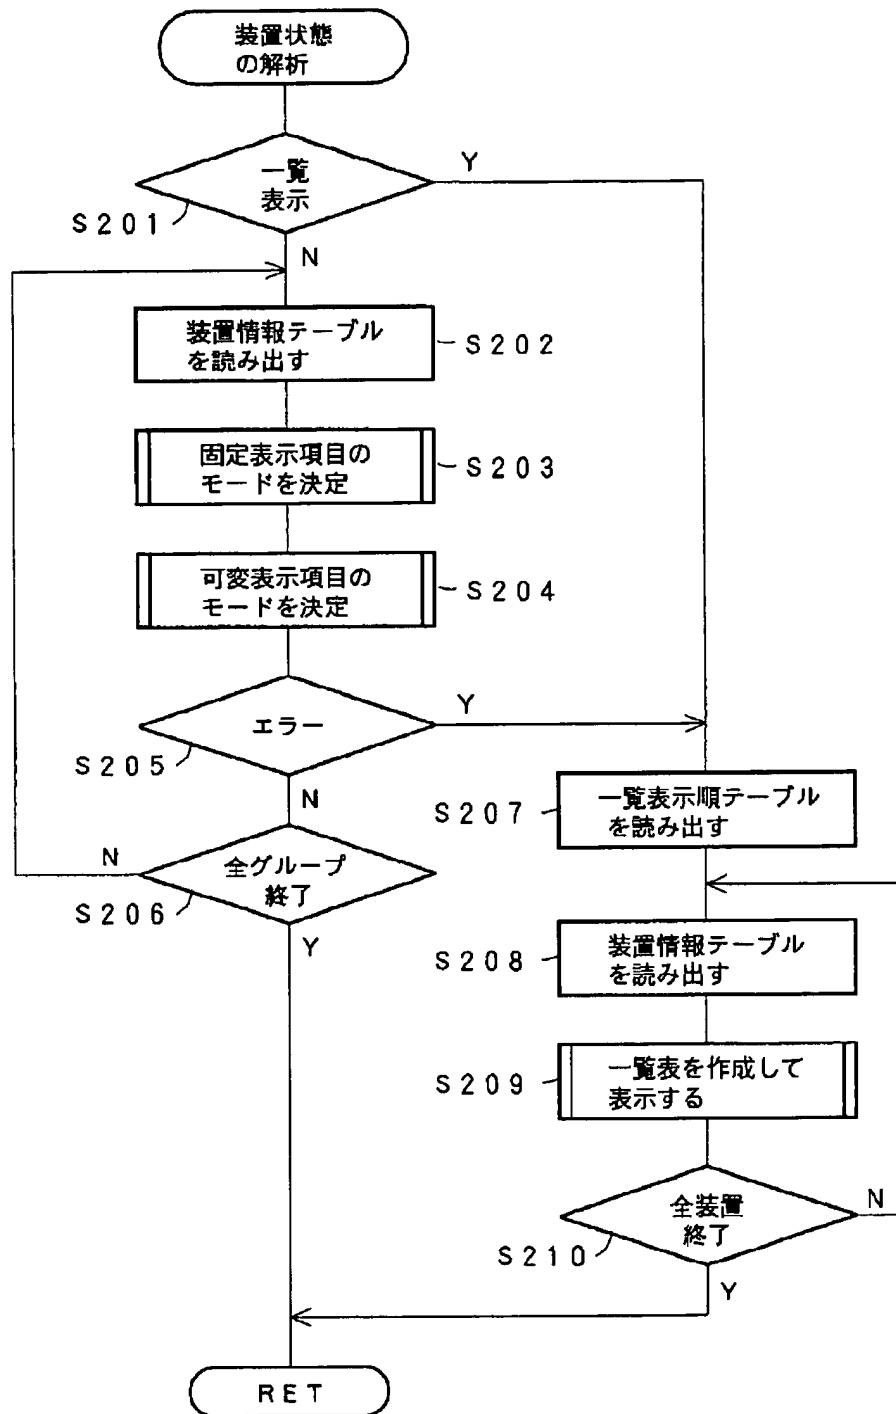 装置状態
の解析
一覧
表示
Y
S201
N
装置情報テーブル
を読み出す
S202
固定表示項目の
モードを決定
S203
可変表示項目の
モードを決定
S204
エラー
Y
S205
N
全グループ
終了
N
S206
Y
一覧表示順テーブル
を読み出す
S207
装置情報テーブル
を読み出す
S208
一覧表を作成して
表示する
S209
全装置
終了
N
S210
Y
RET